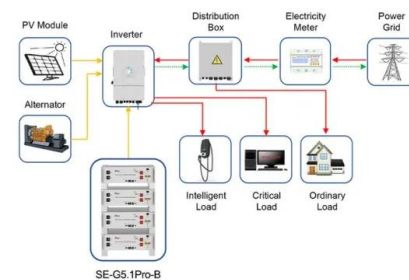 PV Module
Inverter
Distribution
Box
Electricity
Meter
Power
Grid
Alternator
Intelligent
Load
Critical
Load
Ordinary
Load
SE-G5.1Pro-B